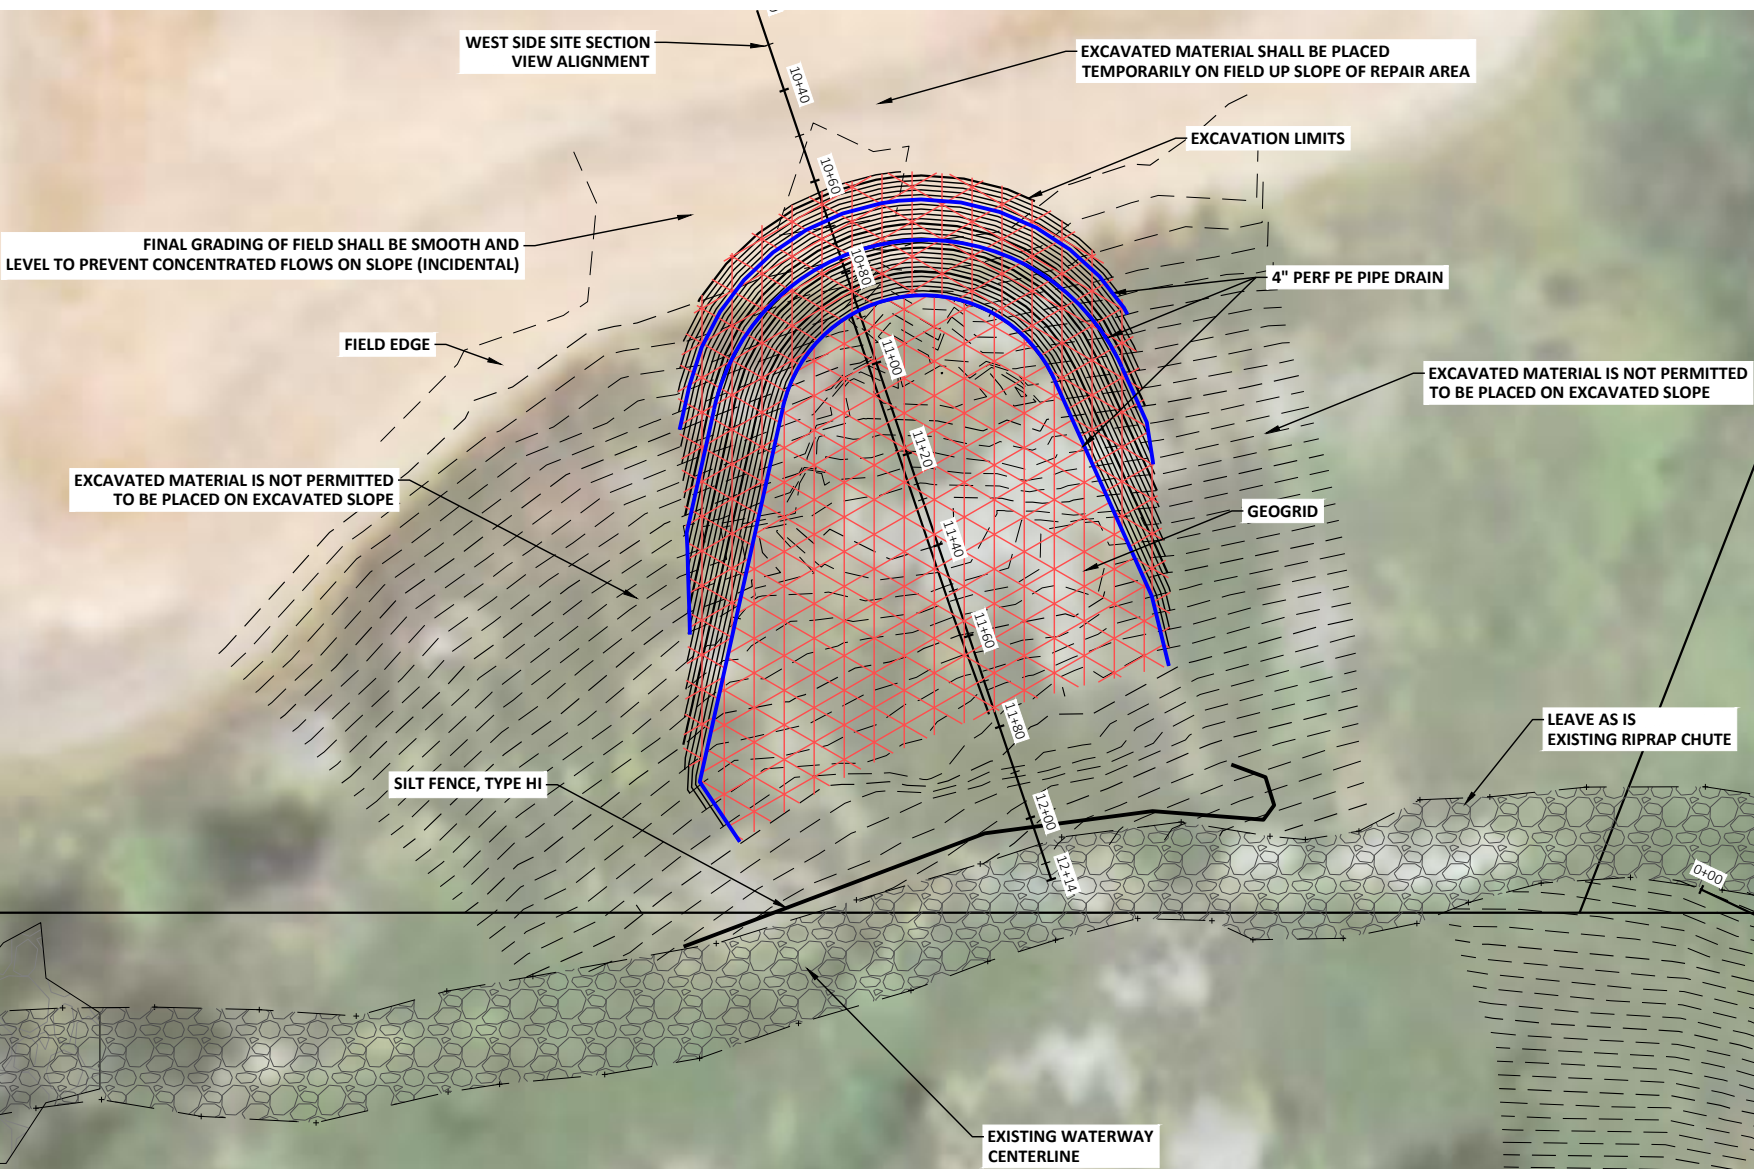 WEST SIDE SITE SECTION
VIEW ALIGNMENT
EXCAVATED MATERIAL SHALL BE PLACED
TEMPORARILY ON FIELD UP SLOPE OF REPAIR AREA
10+40
EXCAVATION LIMITS
10+60
FINAL GRADING OF FIELD SHALL BE SMOOTH AND
LEVEL TO PREVENT CONCENTRATED FLOWS ON SLOPE (INCIDENTAL)
10+80
4" PERF PE PIPE DRAIN
FIELD EDGE
11+00
EXCAVATED MATERIAL IS NOT PERMITTED
TO BE PLACED ON EXCAVATED SLOPE
11+20
EXCAVATED MATERIAL IS NOT PERMITTED
TO BE PLACED ON EXCAVATED SLOPE
GEOGRID
11+40
11+60
11+80
LEAVE AS IS
EXISTING RIPRAP CHUTE
SILT FENCE, TYPE HI
12+00
12+14
0+00
EXISTING WATERWAY
CENTERLINE